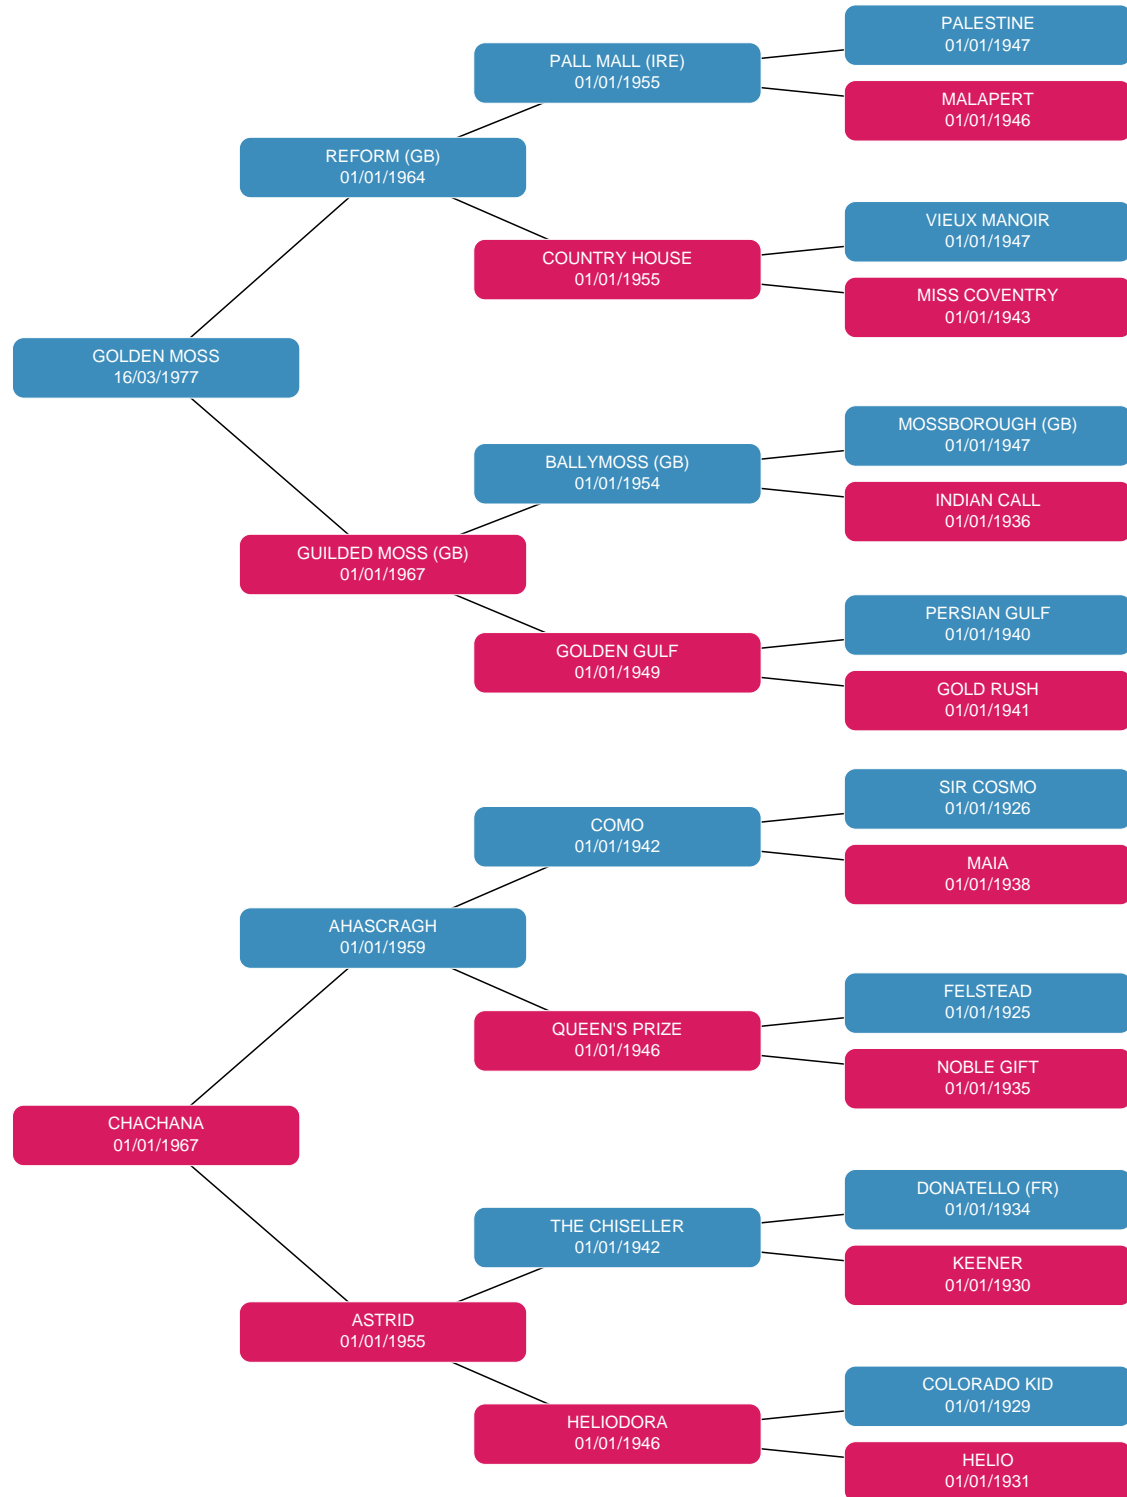 PALESTINE
01/01/1947
PALL MALL (IRE)
01/01/1955
MALAPERT
01/01/1946
REFORM (GB)
01/01/1964
VIEUX MANOIR
01/01/1947
COUNTRY HOUSE
01/01/1955
MISS COVENTRY
01/01/1943
GOLDEN MOSS
16/03/1977
MOSSBOROUGH (GB)
01/01/1947
BALLYMOSS (GB)
01/01/1954
INDIAN CALL
01/01/1936
GUILDED MOSS (GB)
01/01/1967
PERSIAN GULF
01/01/1940
GOLDEN GULF
01/01/1949
GOLD RUSH
01/01/1941
SIR COSMO
01/01/1926
COMO
01/01/1942
MAIA
01/01/1938
AHASCRAGH
01/01/1959
FELSTEAD
01/01/1925
QUEEN'S PRIZE
01/01/1946
NOBLE GIFT
01/01/1935
CHACHANA
01/01/1967
DONATELLO (FR)
01/01/1934
THE CHISELLER
01/01/1942
KEENER
01/01/1930
ASTRID
01/01/1955
COLORADO KID
01/01/1929
HELIODORA
01/01/1946
HELIO
01/01/1931